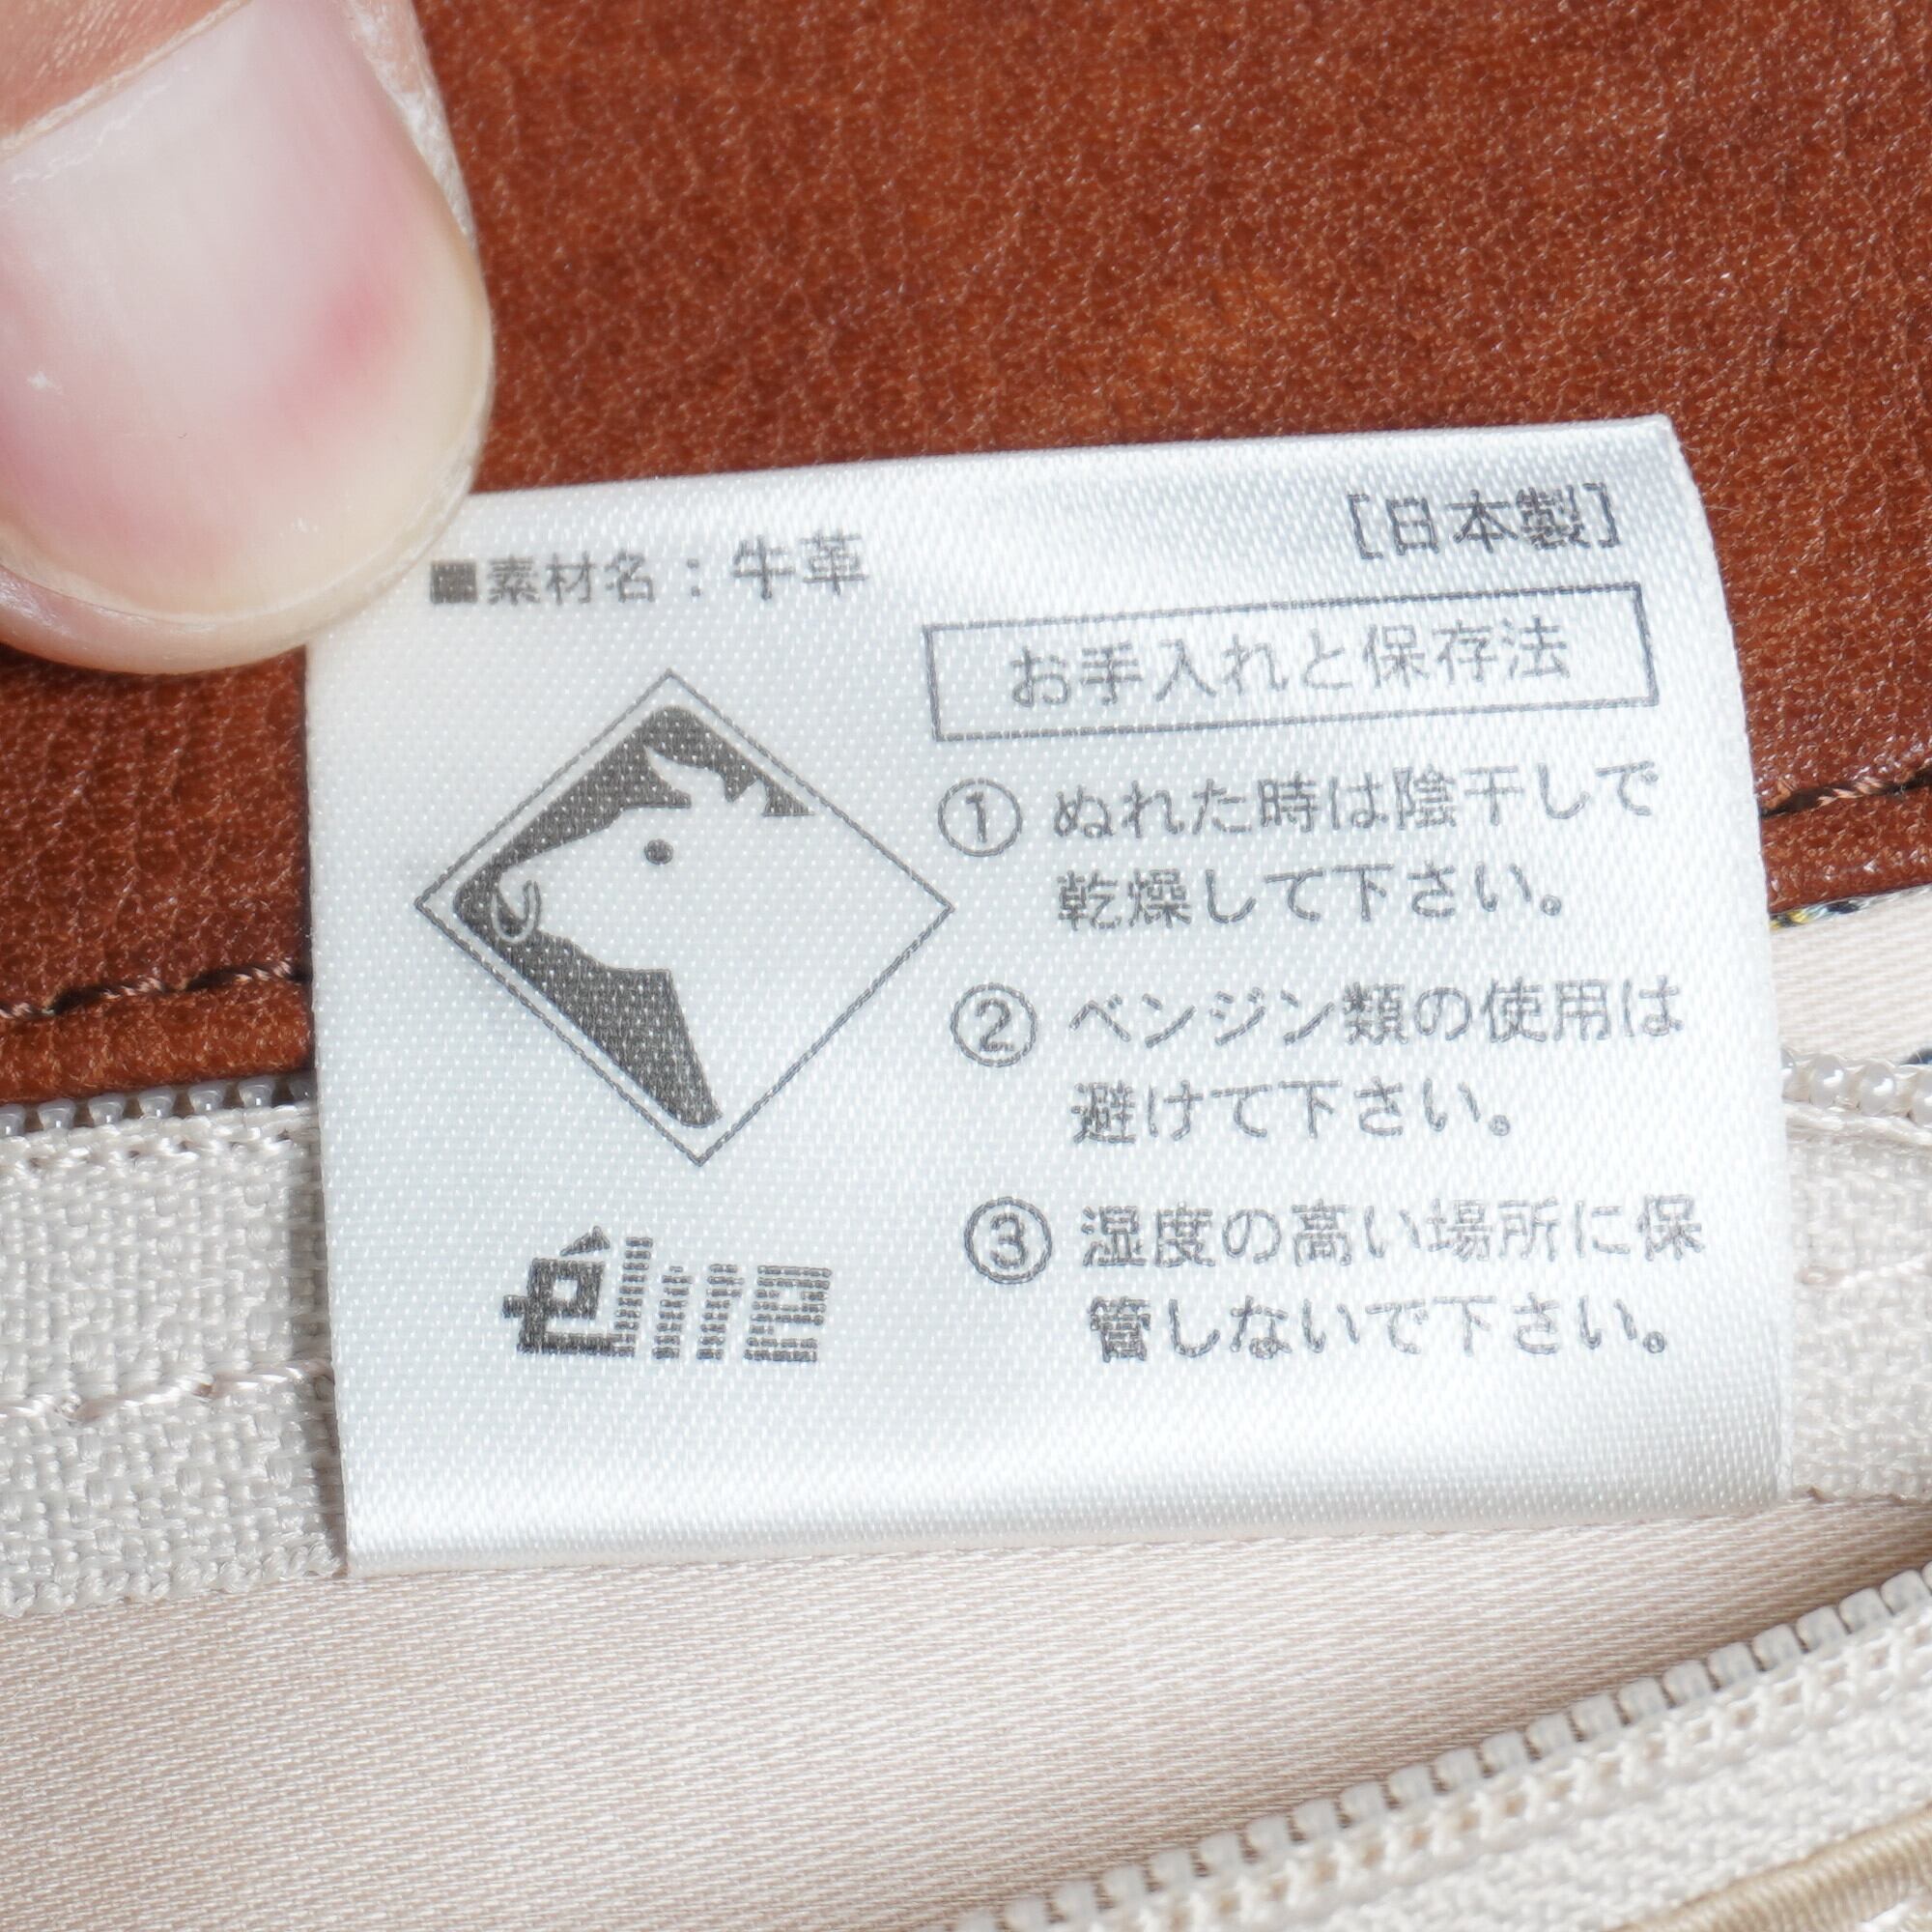 [日本製]
■素材名：牛革
お手入れと保存法
① ぬれた時は陰干しで
乾燥して下さい。
② ベンジン類の使用は
避けて下さい。
③ 湿度の高い場所に保
管しないで下さい。
élite